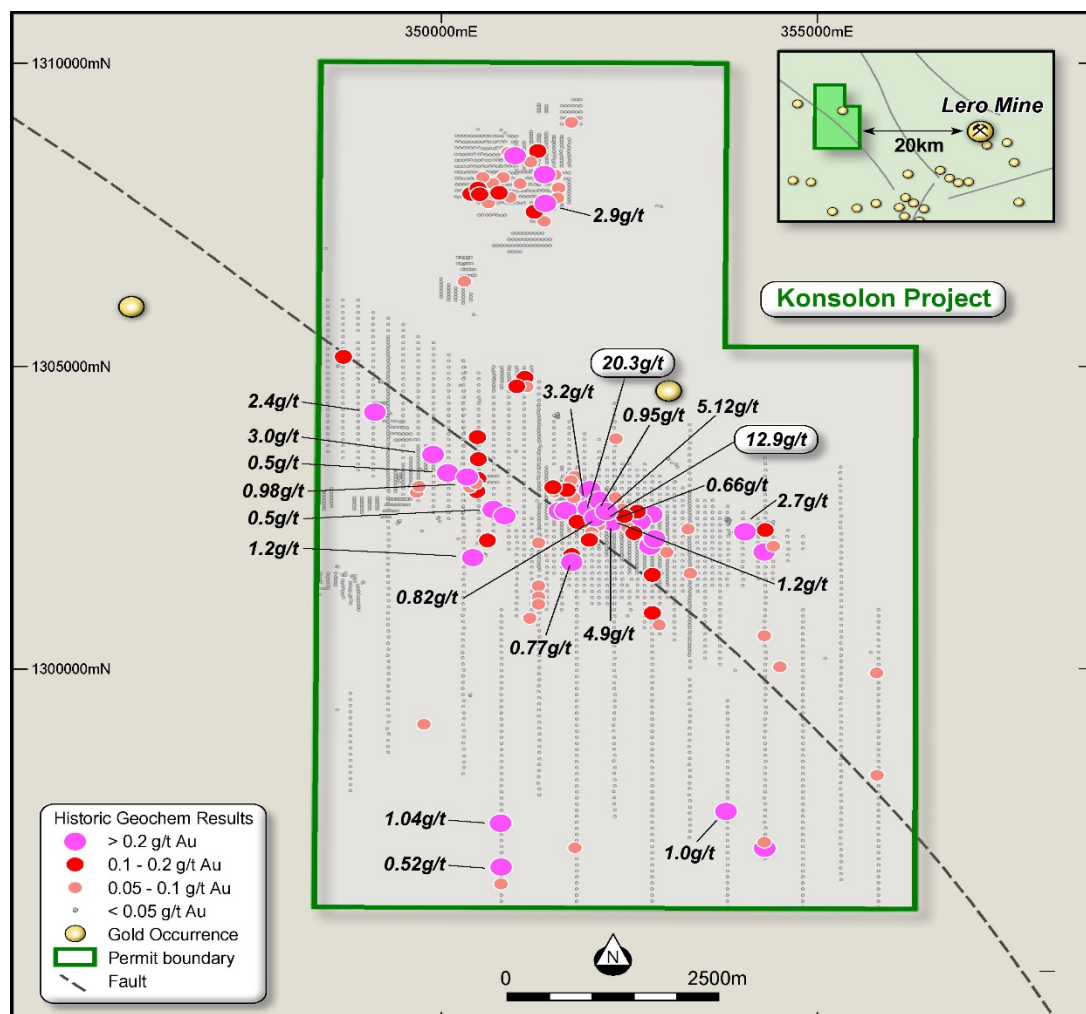 350000mE
355000mE
1310000mN
1305000mN
1300000mN
Lero Mine
20km
Konsolon Project
2.9g/t
20.3g/t
3.2g/t
0.95g/t
5.12g/t
12.9g/t
0.66g/t
2.7g/t
2.4g/t
3.0g/t
0.5g/t
0.98g/t
0.5g/t
1.2g/t
0.82g/t
0.77g/t
4.9g/t
1.2g/t
1.04g/t
0.52g/t
1.0g/t
Historic Geochem Results
> 0.2 g/t Au
0.1 - 0.2 g/t Au
0.05 - 0.1 g/t Au
< 0.05 g/t Au
Gold Occurrence
Permit boundary
Fault
N
0
2500m